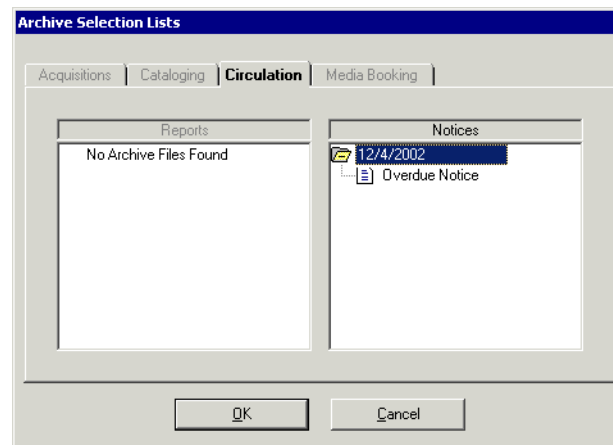 Archive Selection Lists
Acquisitions Cataloging Circulation Media Booking
Reports Notices
No Archive Files Found 12/4/2002
Overdue Notice
OK Cancel